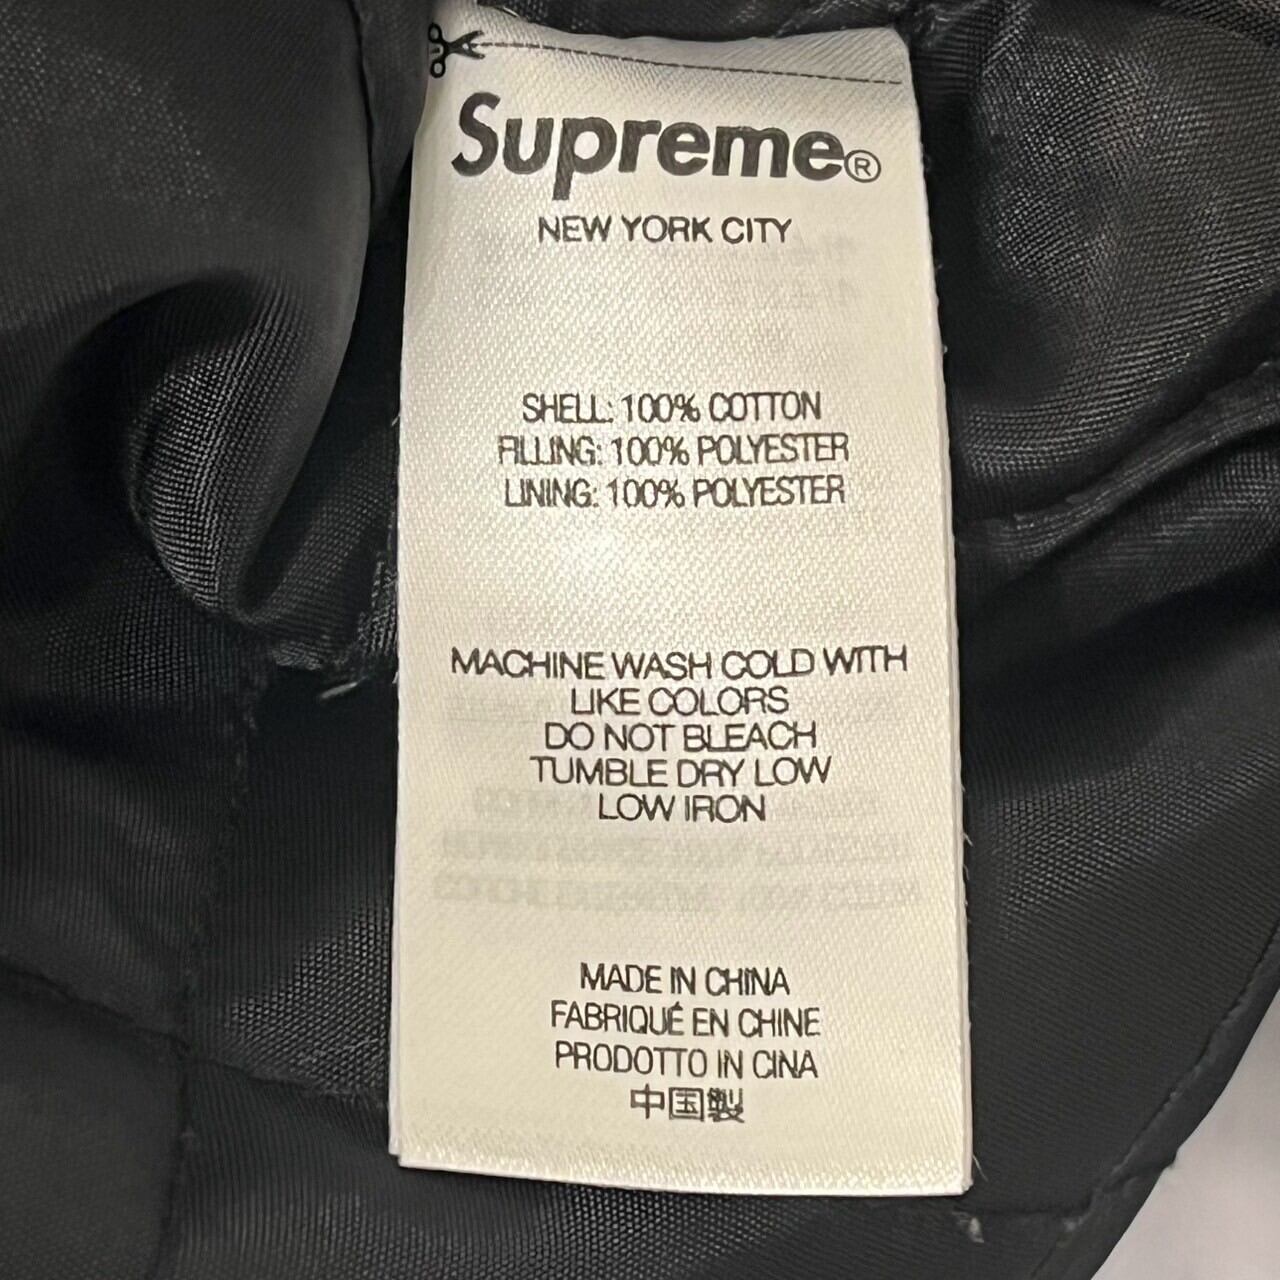 Supreme®
NEW YORK CITY
SHELL: 100% COTTON
FILLING: 100% POLYESTER
LINING: 100% POLYESTER
MACHINE WASH COLD WITH
LIKE COLORS
DO NOT BLEACH
TUMBLE DRY LOW
LOW IRON
MADE IN CHINA
FABRIQUÉ EN CHINE
PRODOTTO IN CINA
中国製